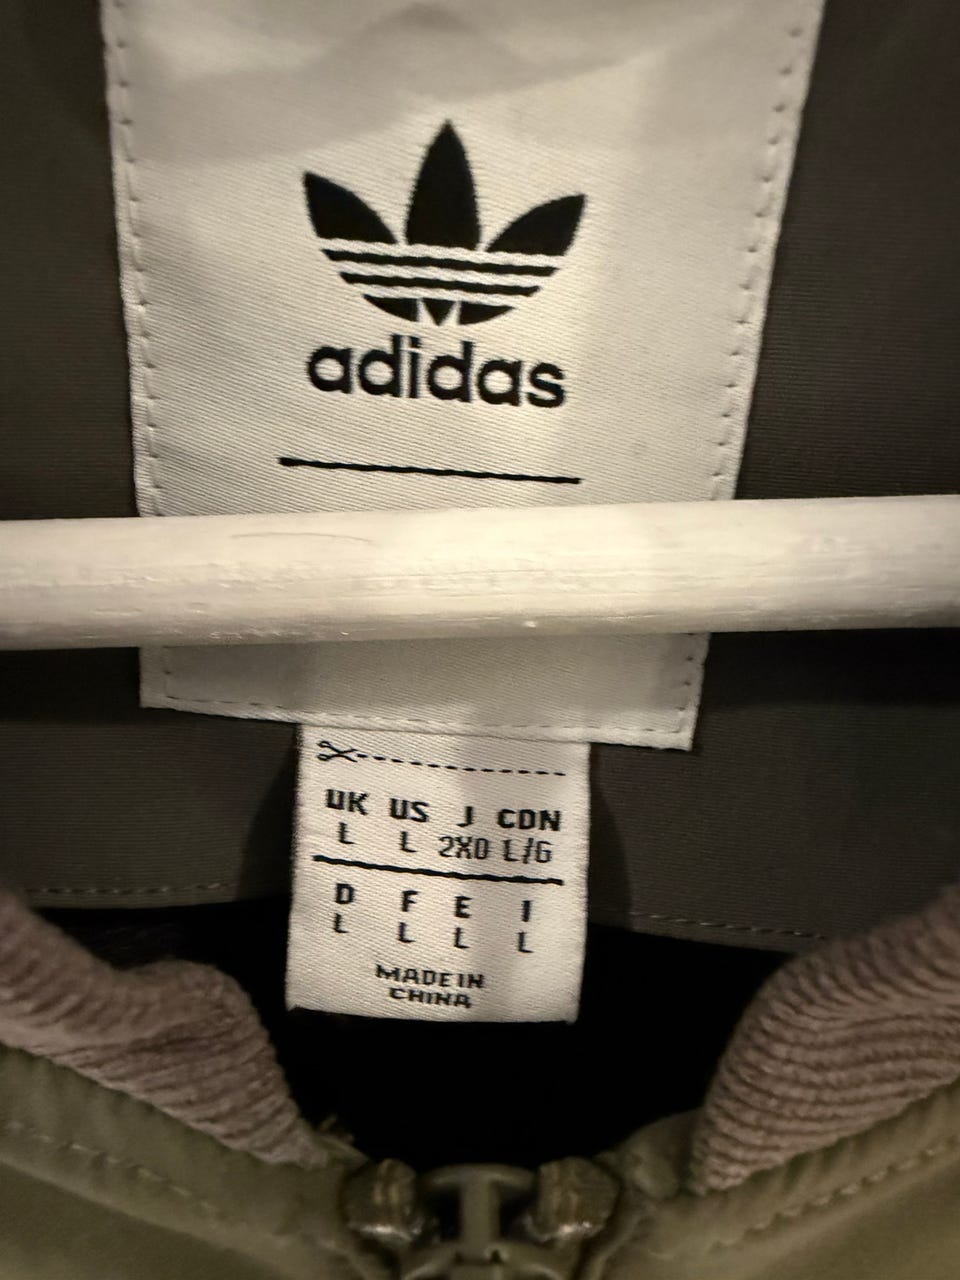 adidas
UK US J CDN
L L 2XO L/G
D F E I
L L L L
MADE IN
CHINA